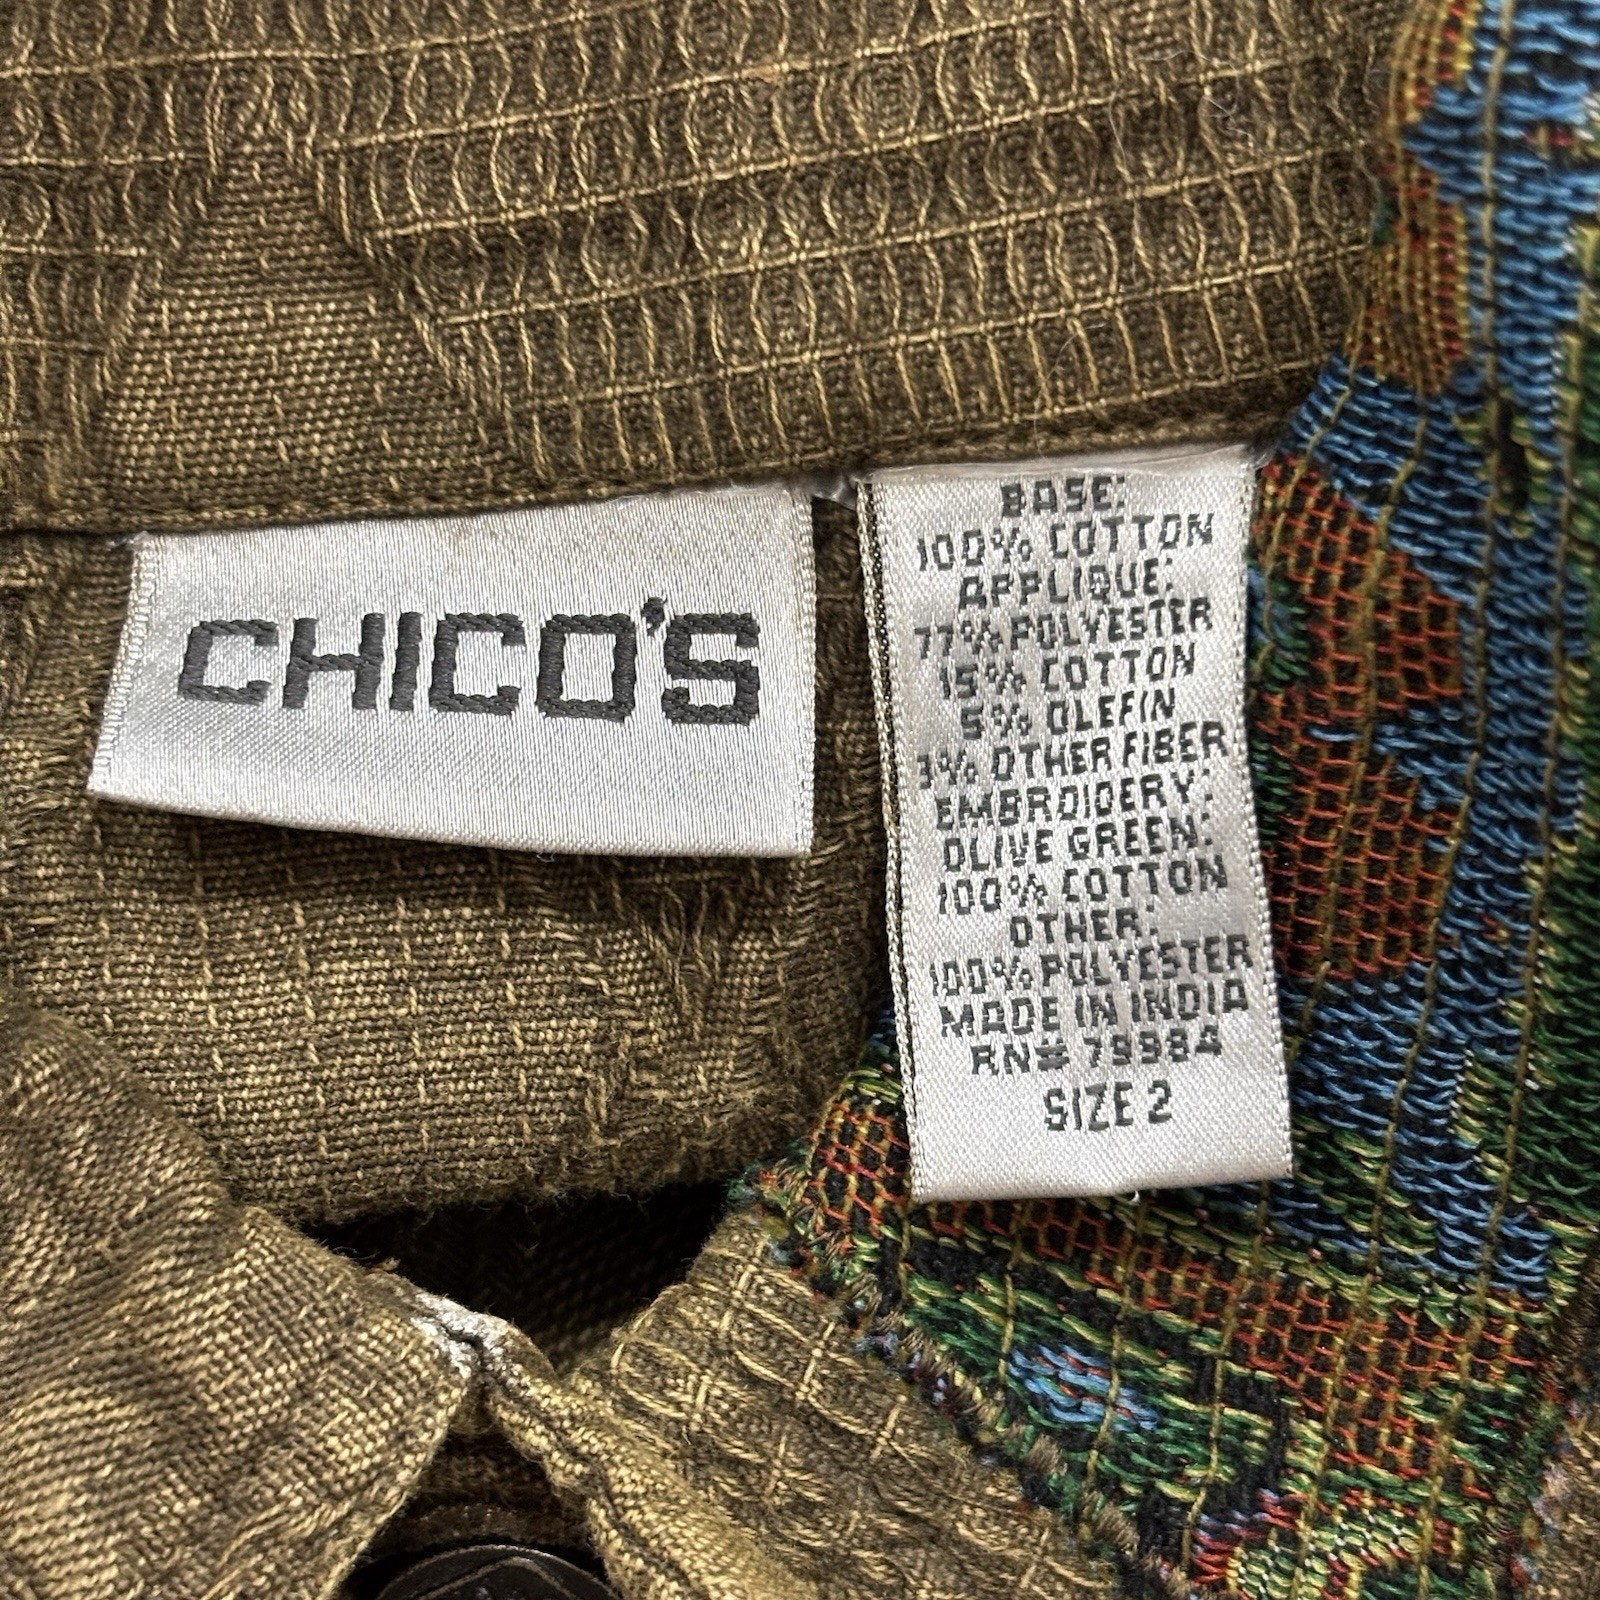 CHICO'S
BASE:
100% COTTON
APPLIQUE:
77% POLYESTER
15% COTTON
5% OLEFIN
3% OTHER FIBER
EMBROIDERY:
OLIVE GREEN:
100% COTTON
OTHER:
100% POLYESTER
MADE IN INDIA
RN# 79984
SIZE 2